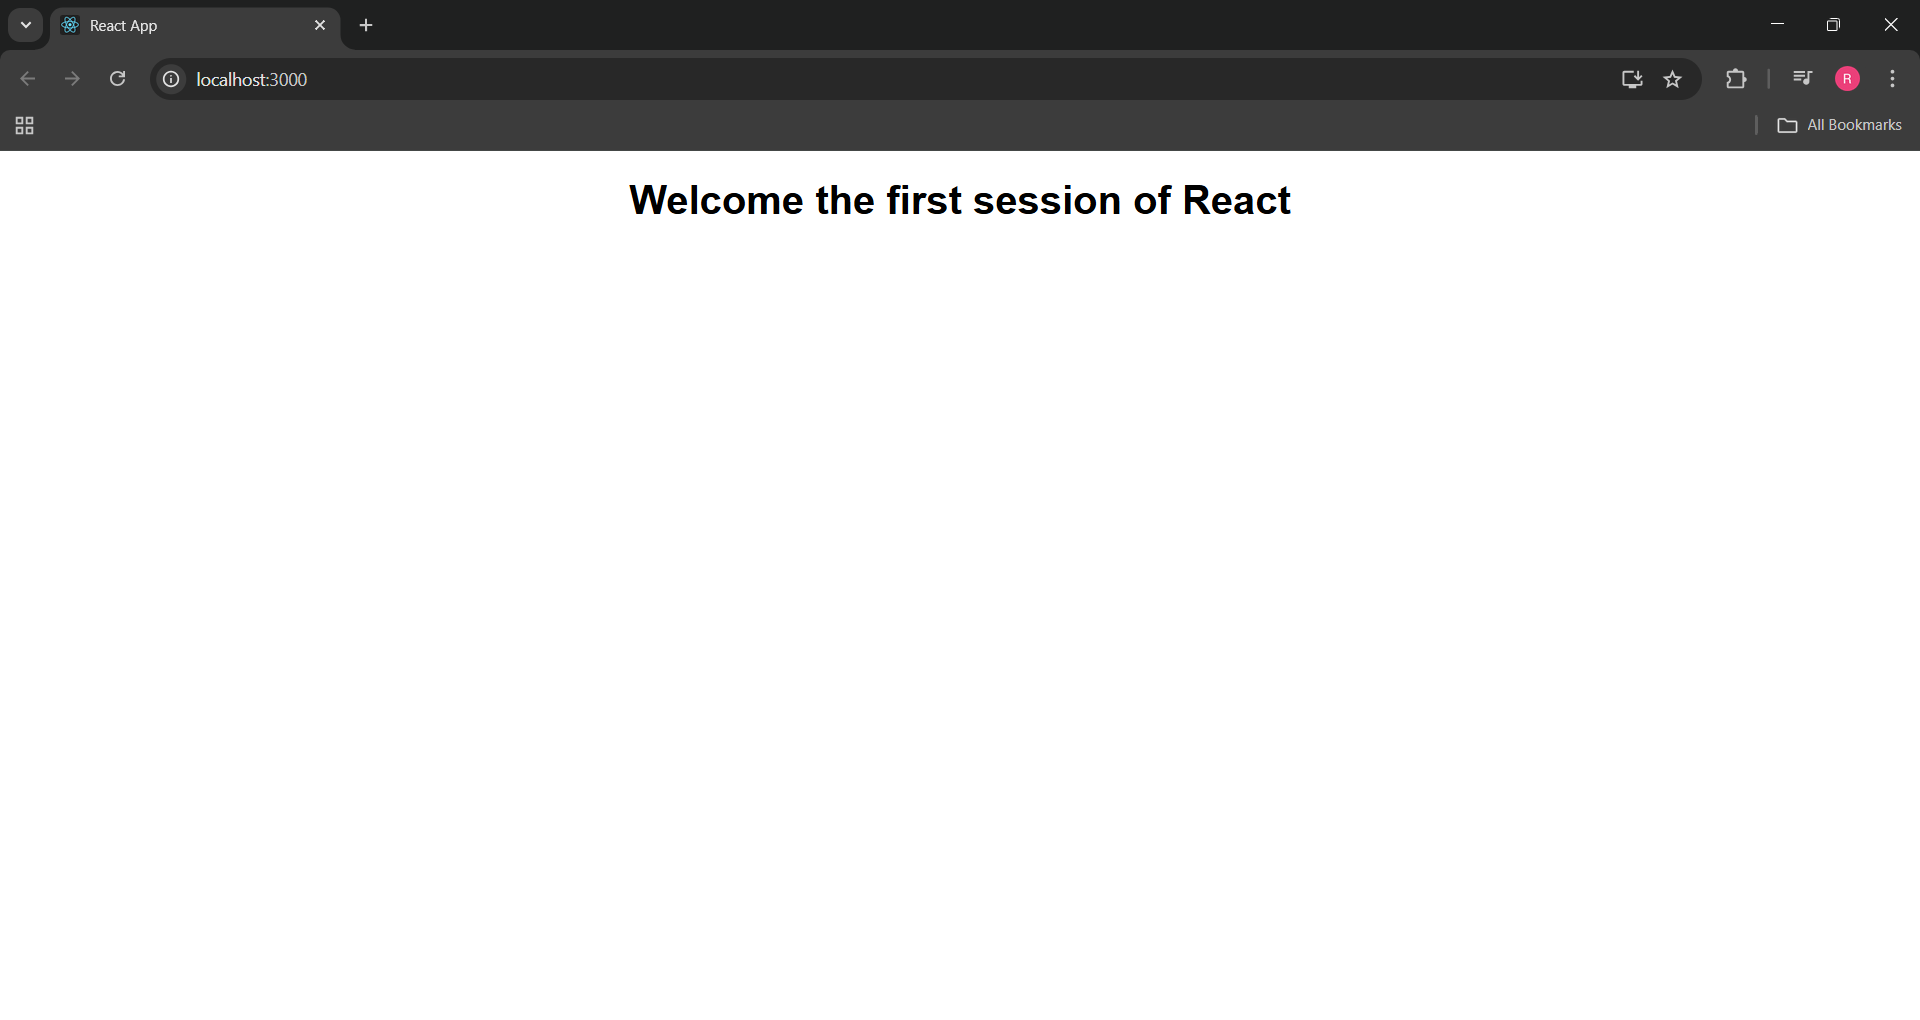 React App
localhost:3000
R
All Bookmarks
Welcome the first session of React